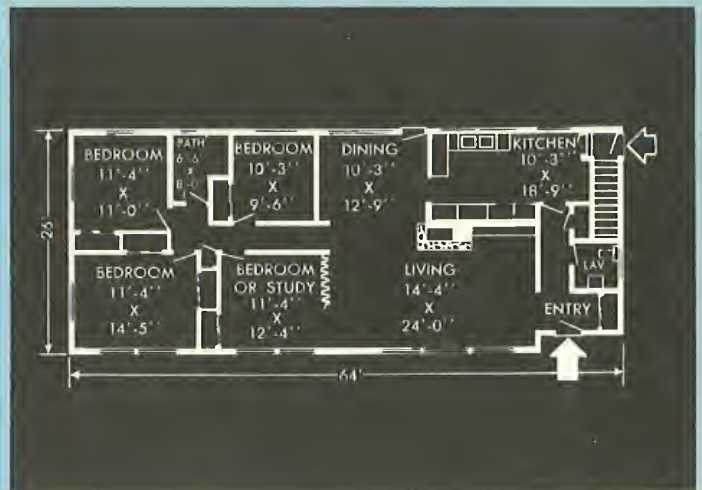 BEDROOM
11'-4"
X
11'-0"
BATH
6'-6"
X
8'-0"
BEDROOM
10'-3"
X
9'-6"
DINING
10'-3"
X
12'-9"
KITCHEN
10'-3"
X
18'-9"
26'
BEDROOM
11'-4"
X
14'-5"
BEDROOM
OR STUDY
11'-4"
X
12'-4"
LIVING
14'-4"
X
24'-0"
LAV
ENTRY
64'